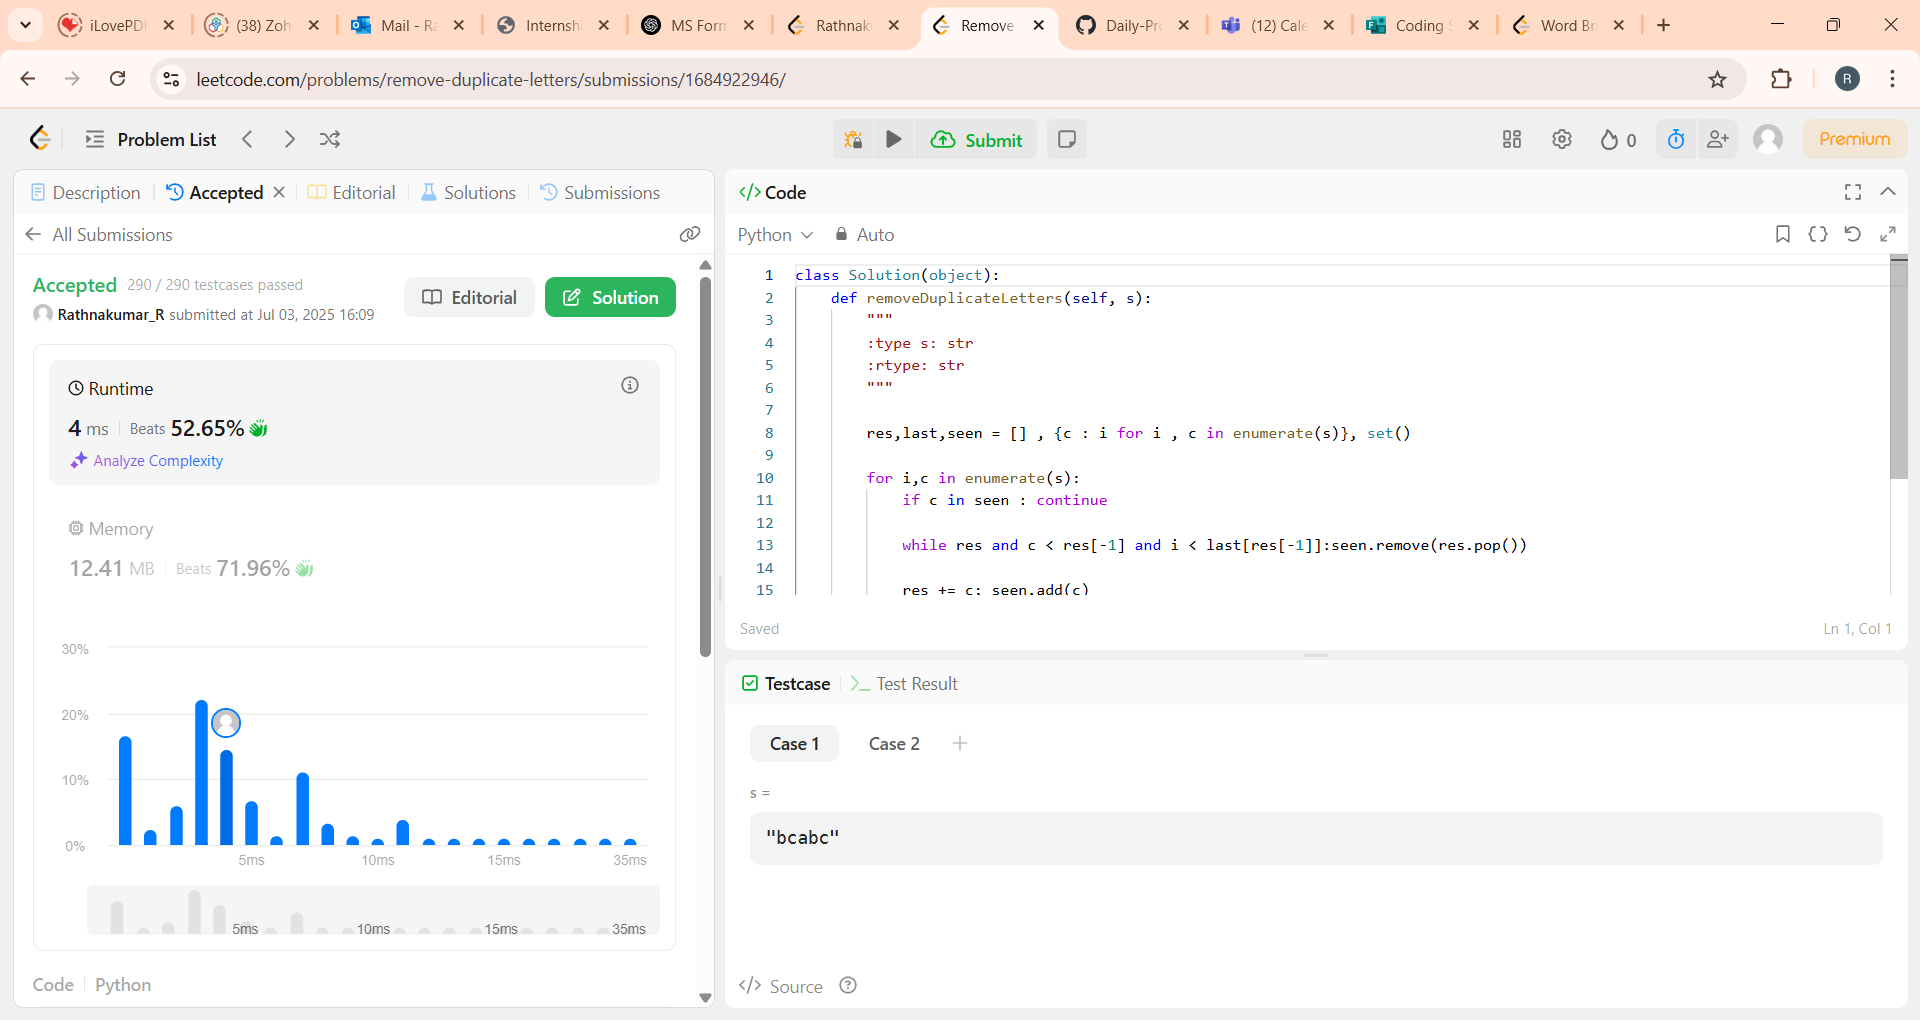 iLovePDF
(38) Zoh
Mail - Ra
Internshi
MS Form
Rathnaku
Remove
Daily-Pro
(12) Cale
Coding S
Word Bre
leetcode.com/problems/remove-duplicate-letters/submissions/1684922946/
R
Problem List
Submit
0
Premium
Description
Accepted
Editorial
Solutions
Submissions
All Submissions
Accepted 290 / 290 testcases passed
Rathnakumar_R submitted at Jul 03, 2025 16:09
Editorial
Solution
Runtime
4 ms Beats 52.65%
Analyze Complexity
Memory
12.41 MB Beats 71.96%
30%
20%
10%
0%
5ms 10ms 15ms 35ms
5ms 10ms 15ms 35ms
Code Python
</> Code
Python Auto
1 class Solution(object):
2 def removeDuplicateLetters(self, s):
3 """
4 :type s: str
5 :rtype: str
6 """
7
8 res,last,seen = [] , {c : i for i , c in enumerate(s)}, set()
9
10 for i,c in enumerate(s):
11 if c in seen : continue
12
13 while res and c < res[-1] and i < last[res[-1]]:seen.remove(res.pop())
14
15 res += c; seen.add(c)
Saved
Ln 1, Col 1
Testcase
Test Result
Case 1 Case 2
s =
"bcabc"
</> Source